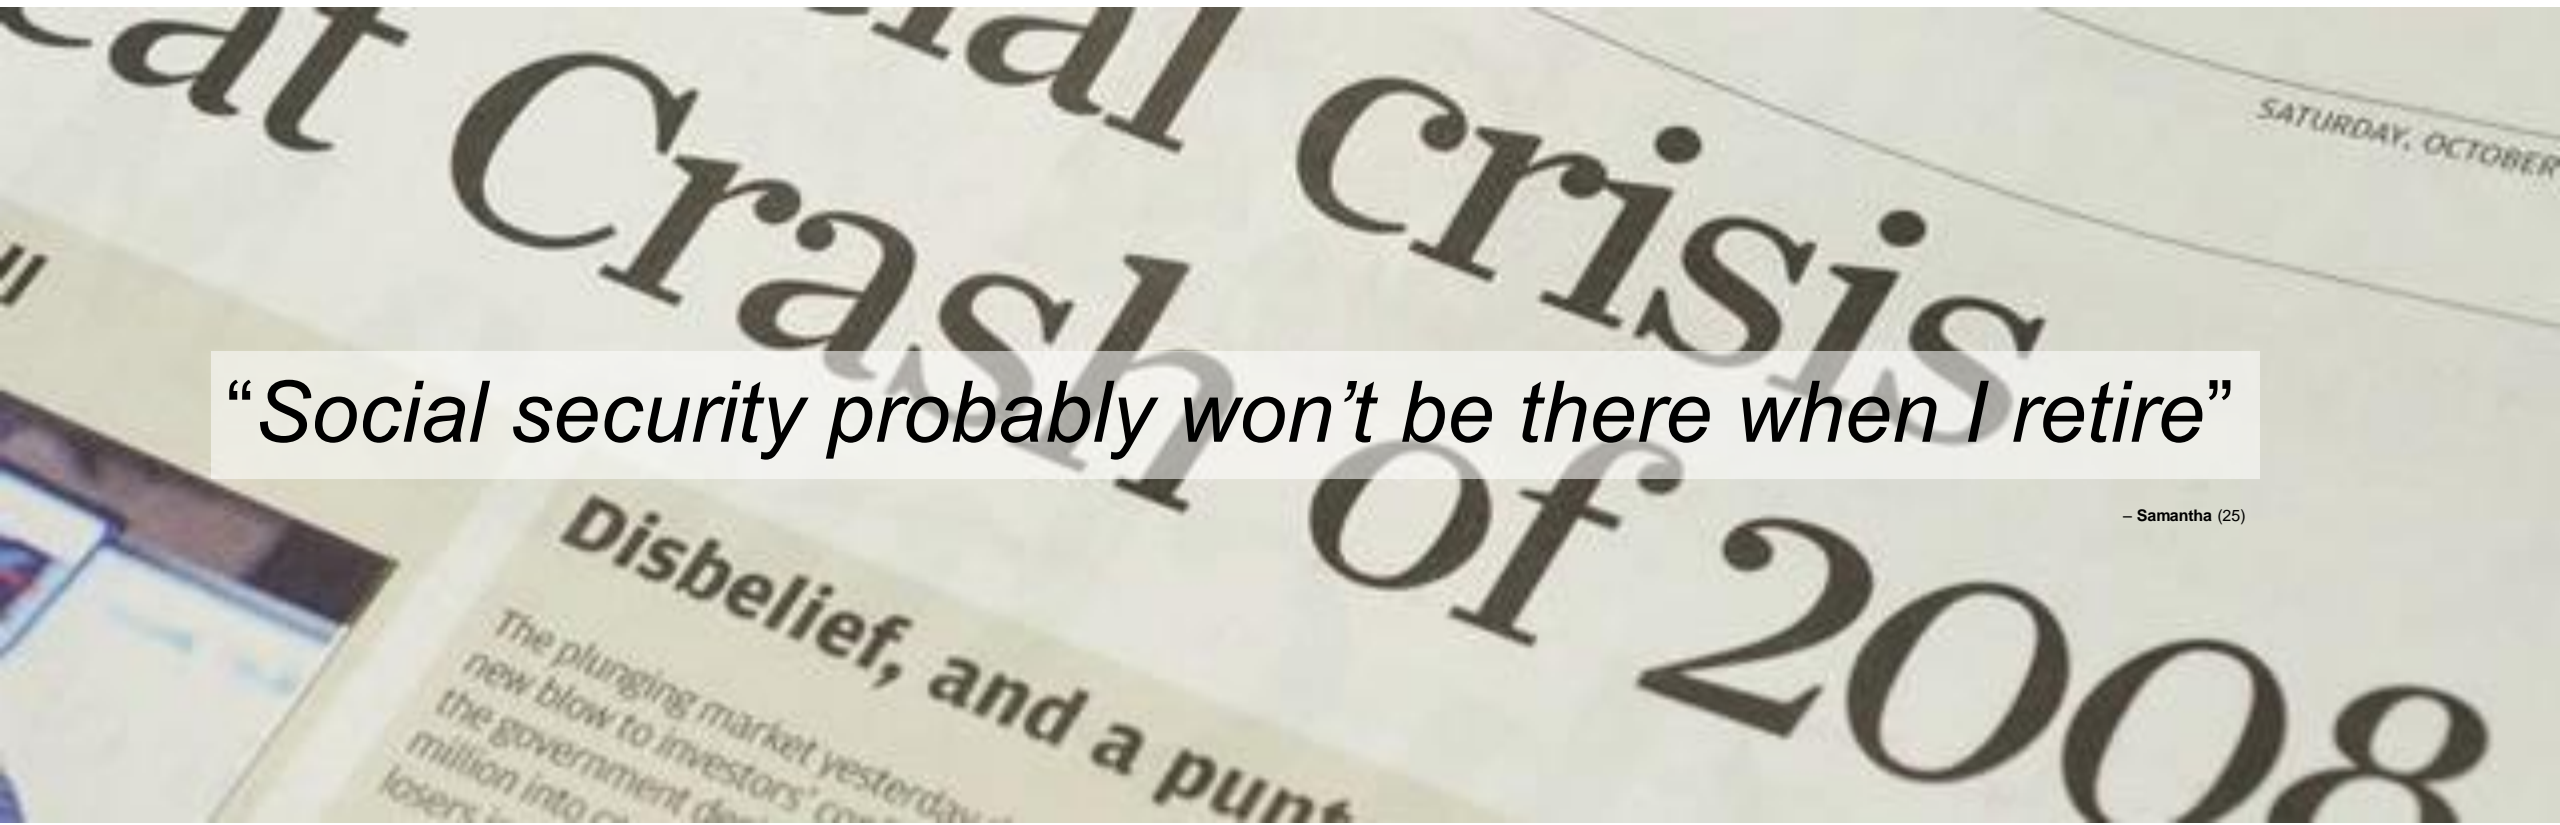 crisis
Crash of 2008
SATURDAY, OCTOBER
“Social security probably won’t be there when I retire”
– Samantha (25)
Disbelief, and a punt
The plunging market yesterday
new blow to investors’
the government
million into
losers